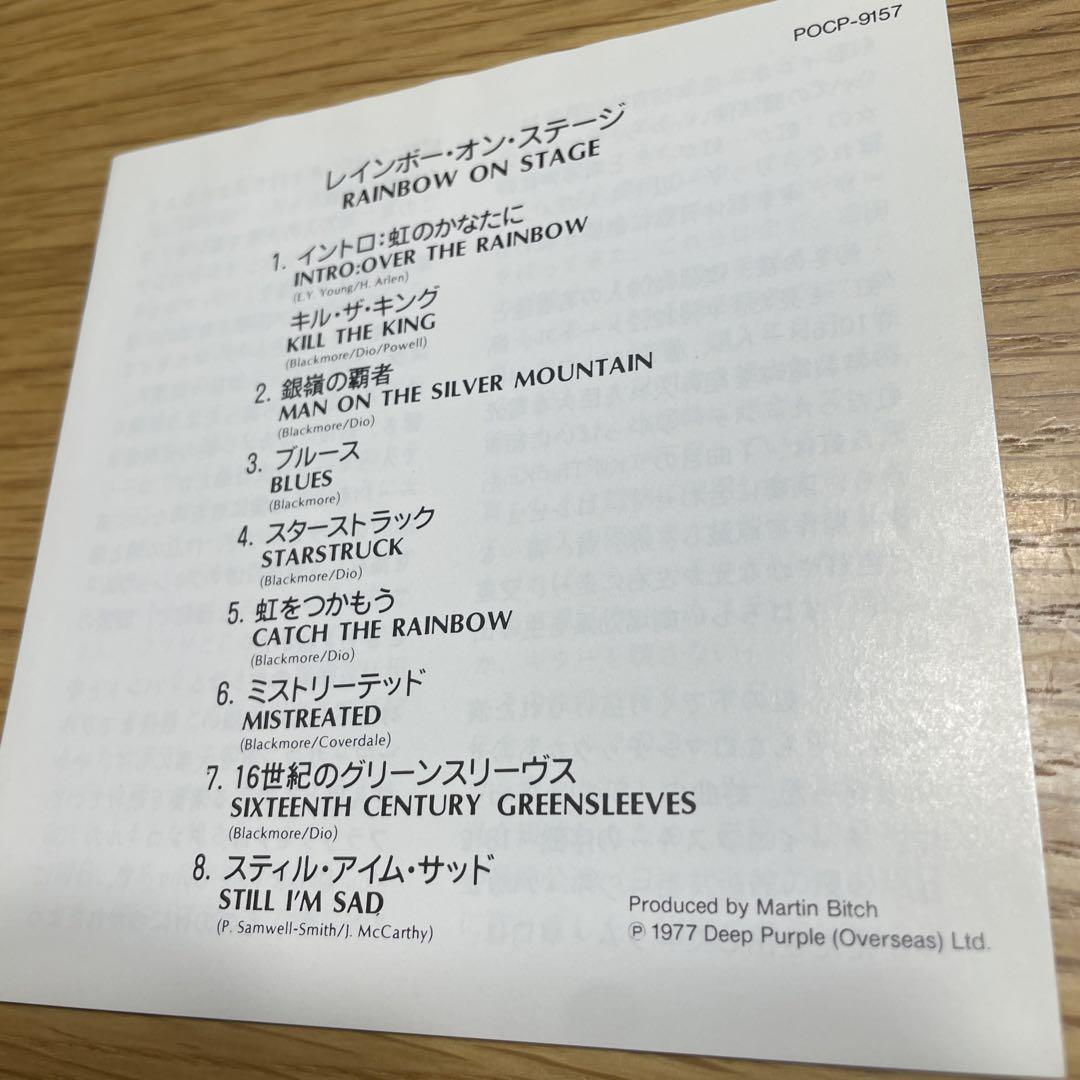 POCP-9157
レインボー・オン・ステージ
RAINBOW ON STAGE
1. イントロ:虹のかなたに
INTRO:OVER THE RAINBOW
(E.Y. Young/H. Arlen)
キル・ザ・キング
KILL THE KING
(Blackmore/Dio/Powell)
2. 銀嶺の覇者
MAN ON THE SILVER MOUNTAIN
(Blackmore/Dio)
3. ブルース
BLUES
(Blackmore)
4. スターストラック
STARSTRUCK
(Blackmore/Dio)
5. 虹をつかもう
CATCH THE RAINBOW
(Blackmore/Dio)
6. ミストリーテッド
MISTREATED
(Blackmore/Coverdale)
7. 16世紀のグリーンスリーヴス
SIXTEENTH CENTURY GREENSLEEVES
(Blackmore/Dio)
8. スティル・アイム・サッド
STILL I'M SAD
(P. Samwell-Smith/J. McCarthy)
Produced by Martin Bitch
℗ 1977 Deep Purple (Overseas) Ltd.